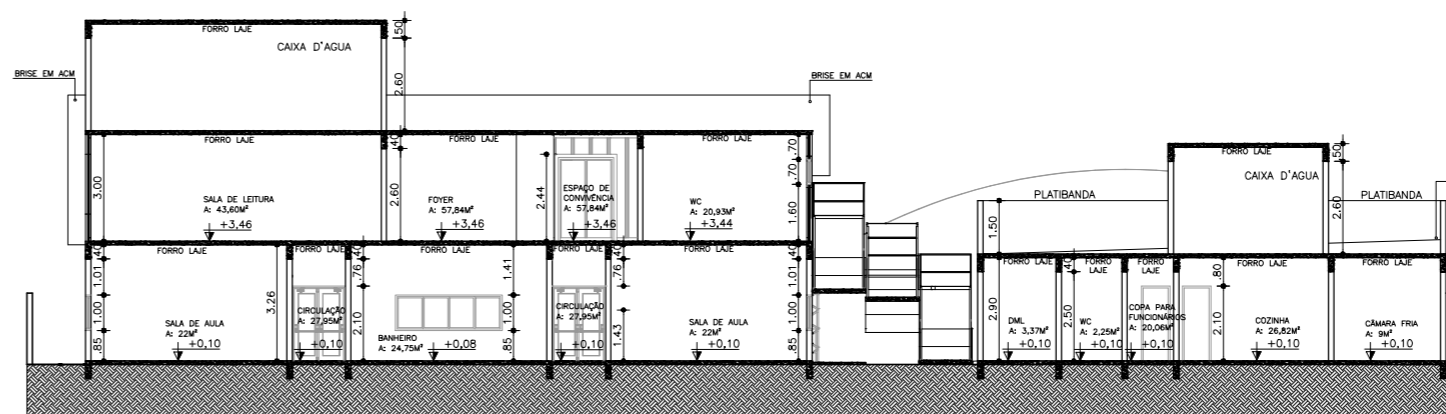 FORRO LAJE
CAIXA D'AGUA
.50
2.60
BRISE EM ACM
BRISE EM ACM
FORRO LAJE
FORRO LAJE
FORRO LAJE
.40
.70
.70
1.60
3.00
2.60
2.44
SALA DE LEITURA
A: 43,60M²
+3,46
FOYER
A: 57,84M²
+3,46
ESPAÇO DE
CONVIVÊNCIA
A: 57,84M²
+3,46
WC
A: 20,93M²
+3,44
FORRO LAJE
CAIXA D'AGUA
.50
2.60
PLATIBANDA
PLATIBANDA
1.50
FORRO LAJE
FORRO LAJE
FORRO LAJE
FORRO LAJE
FORRO LAJE
.40
1.01
1.00
.85
3.26
.40
.76
2.10
1.41
1.00
.85
.40
.76
1.43
.40
1.01
1.00
.85
SALA DE AULA
A: 22M²
+0,10
CIRCULAÇÃO
A: 27,95M²
+0,10
BANHEIRO
A: 24,75M²
+0,08
CIRCULAÇÃO
A: 27,95M²
+0,10
SALA DE AULA
A: 22M²
+0,10
FORRO LAJE
FORRO
LAJE
FORRO
LAJE
FORRO LAJE
FORRO LAJE
2.90
.40
2.50
.80
2.10
DML
A: 3,37M²
+0,10
WC
A: 2,25M²
+0,10
COPA PARA
FUNCIONÁRIOS
A: 20,06M²
+0,10
COZINHA
A: 26,82M²
+0,10
CÂMARA FRIA
A: 9M²
+0,10